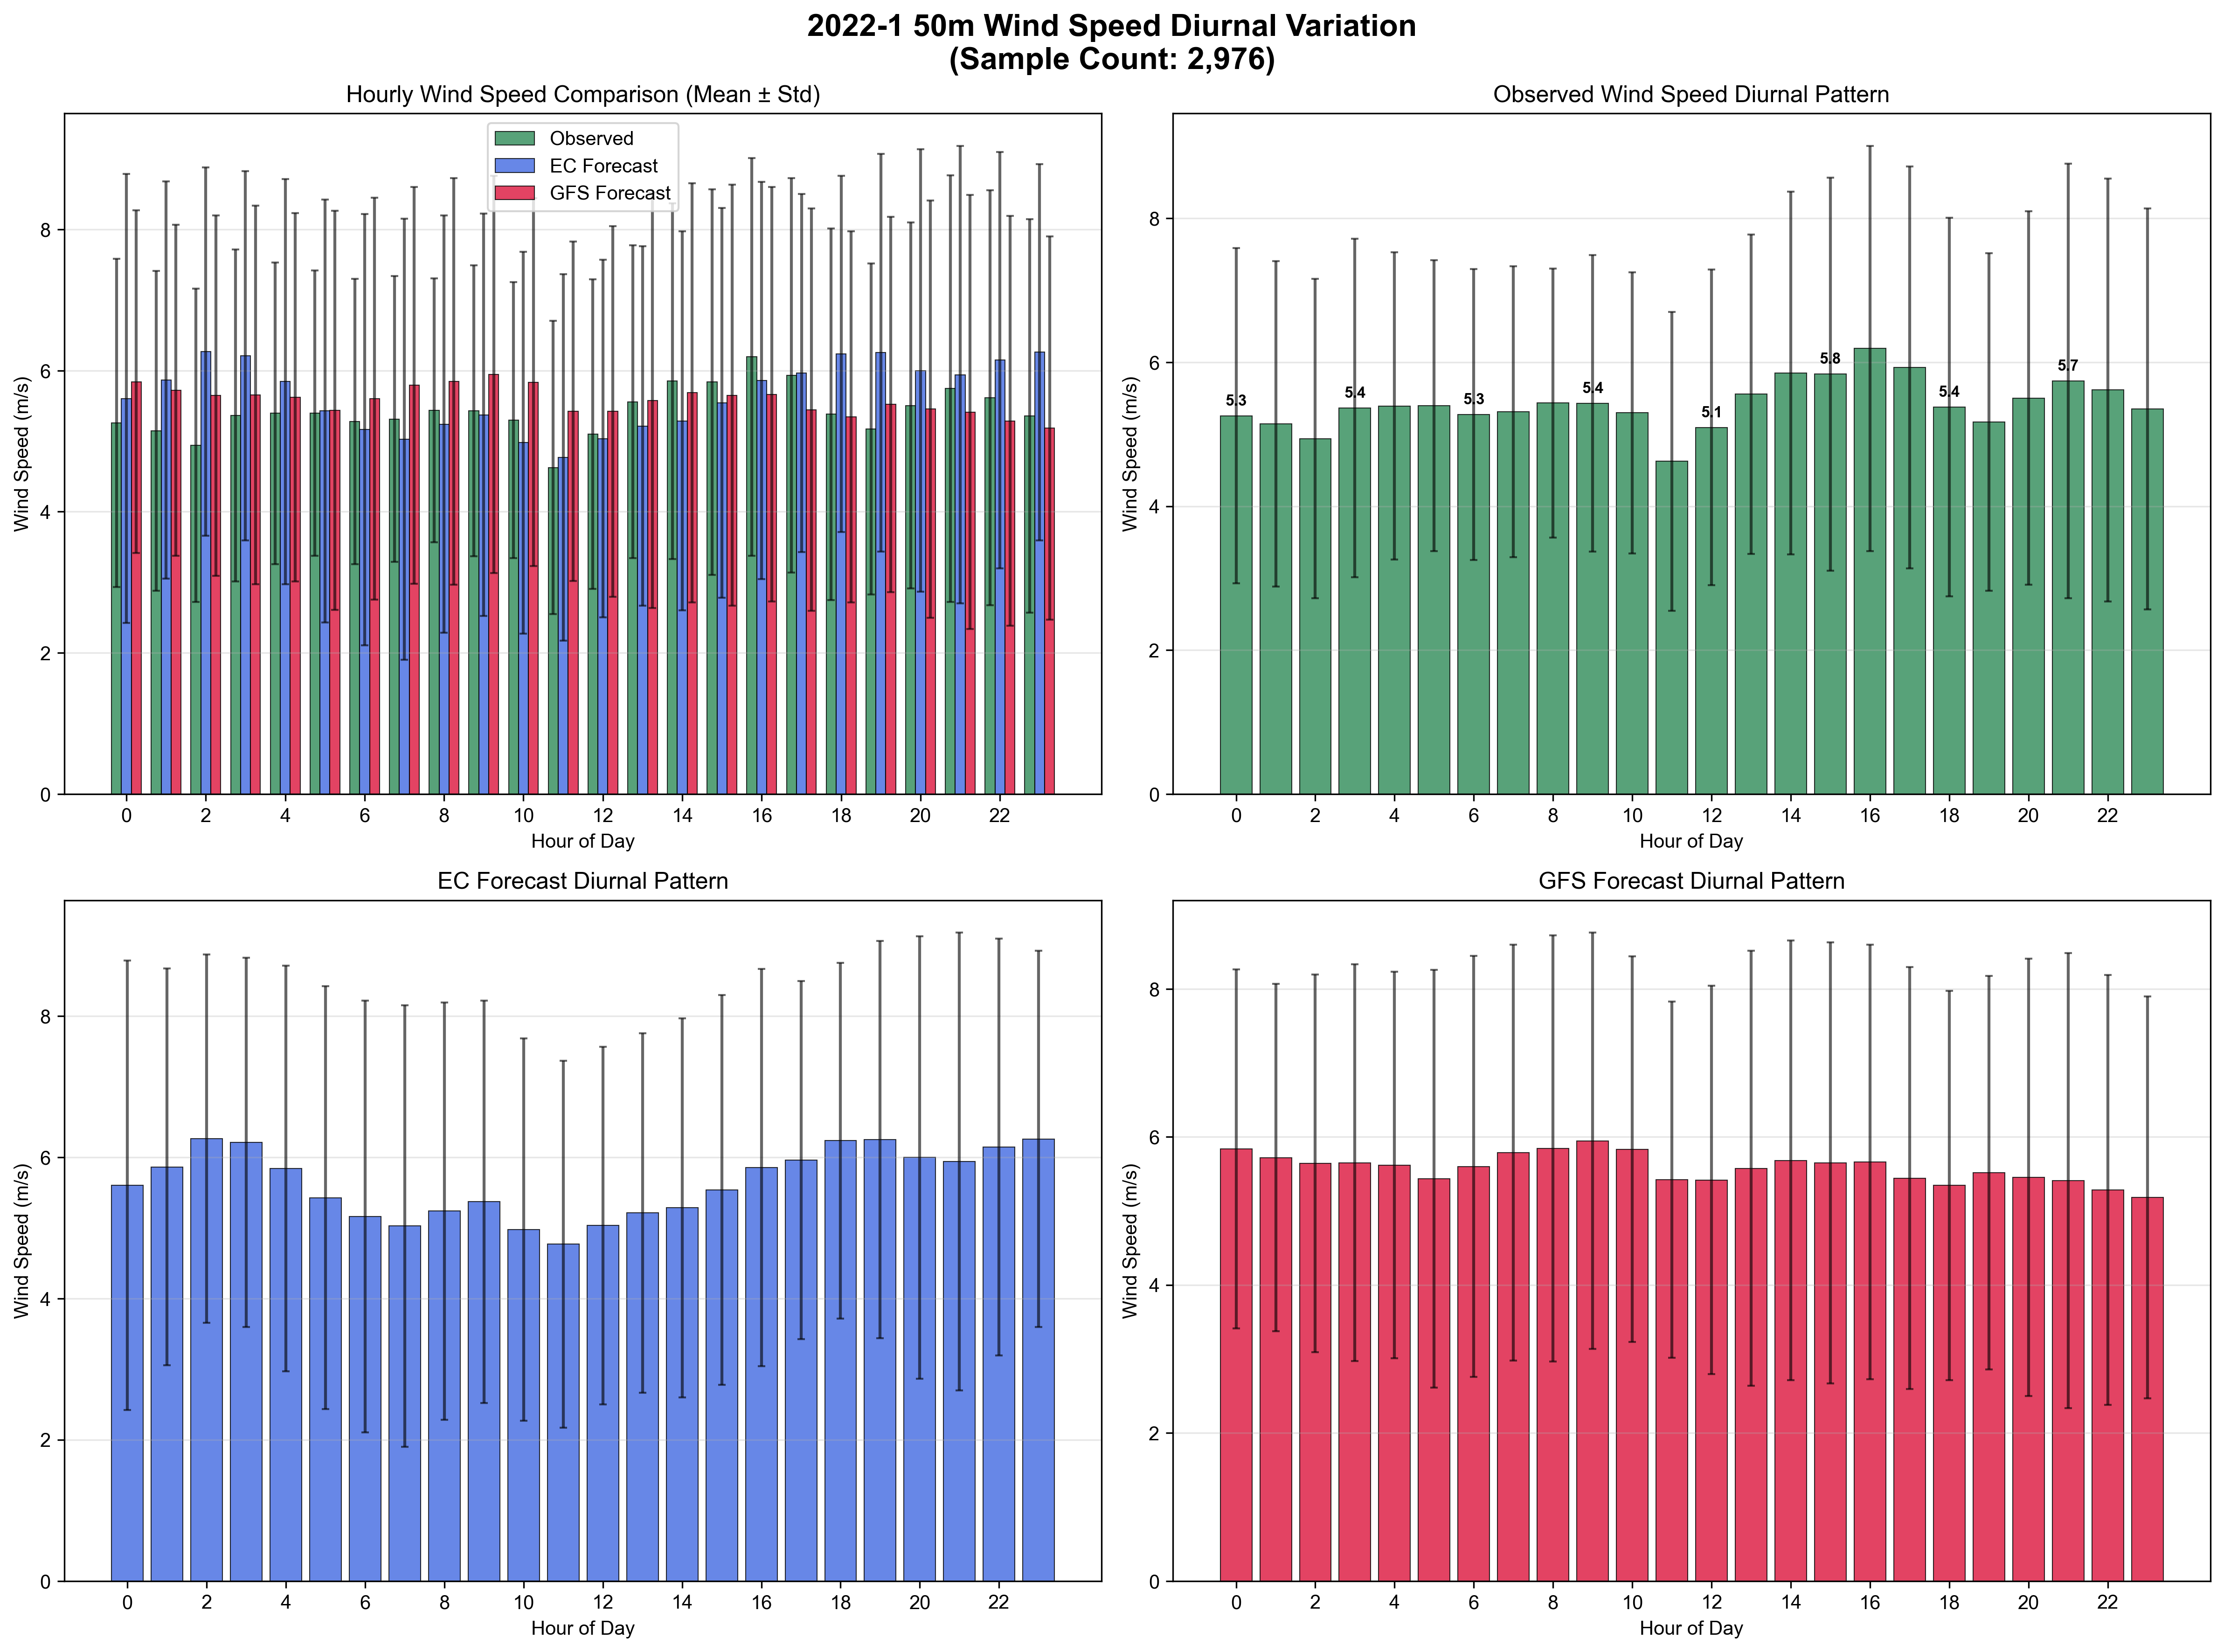 2022-1 50m Wind Speed Diurnal Variation
(Sample Count: 2,976)
Hourly Wind Speed Comparison (Mean ± Std)
Observed
EC Forecast
GFS Forecast
Wind Speed (m/s)
8
6
4
2
0
0 2 4 6 8 10 12 14 16 18 20 22
Hour of Day
Observed Wind Speed Diurnal Pattern
Wind Speed (m/s)
8
6
4
2
0
5.3 5.4 5.3 5.4 5.1 5.8 5.4 5.7
0 2 4 6 8 10 12 14 16 18 20 22
Hour of Day
EC Forecast Diurnal Pattern
Wind Speed (m/s)
8
6
4
2
0
0 2 4 6 8 10 12 14 16 18 20 22
Hour of Day
GFS Forecast Diurnal Pattern
Wind Speed (m/s)
8
6
4
2
0
0 2 4 6 8 10 12 14 16 18 20 22
Hour of Day